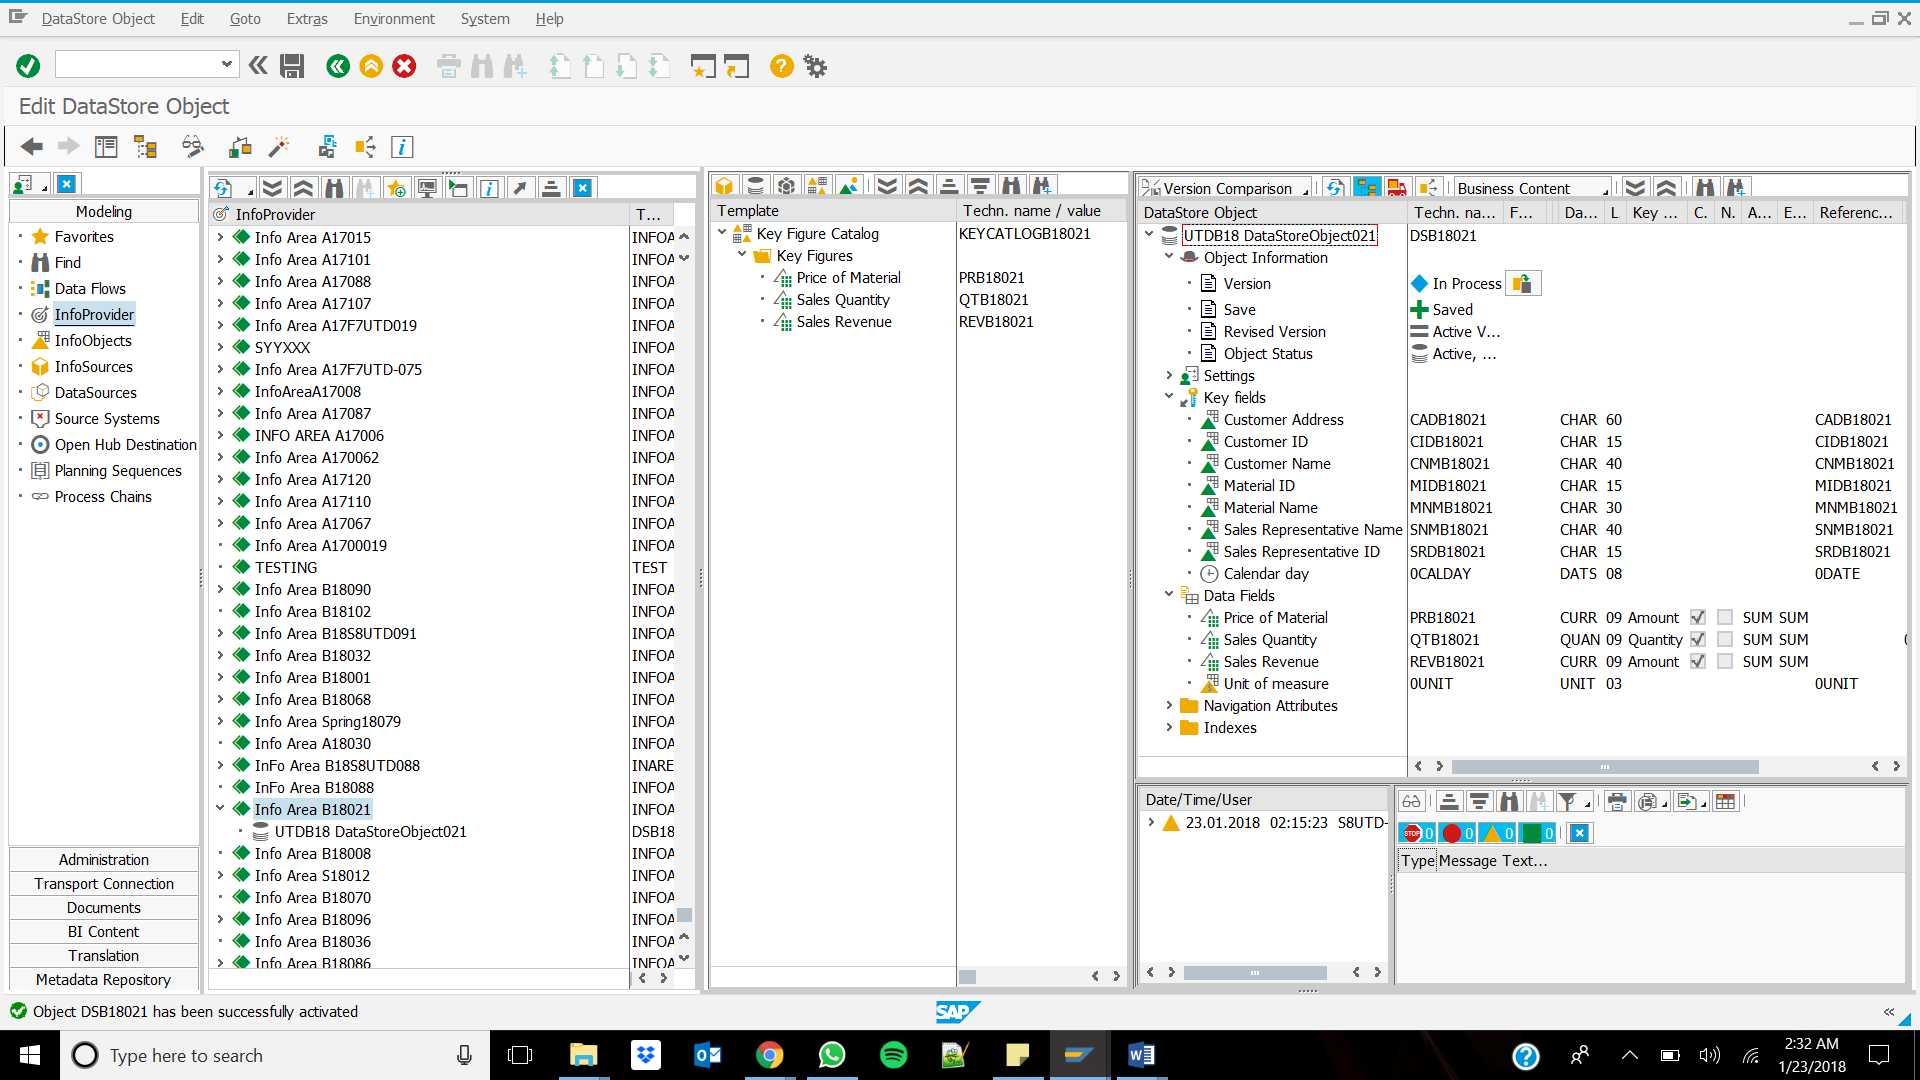 DataStore Object Edit Goto Extras Environment System Help
Edit DataStore Object
Modeling
Favorites
Find
Data Flows
InfoProvider
InfoObjects
InfoSources
DataSources
Source Systems
Open Hub Destination
Planning Sequences
Process Chains
Administration
Transport Connection
Documents
BI Content
Translation
Metadata Repository
InfoProvider T...
Info Area A17015 INFOA
Info Area A17101 INFOA
Info Area A17088 INFOA
Info Area A17107 INFOA
Info Area A17F7UTD019 INFOA
SYYXXX INFOA
Info Area A17F7UTD-075 INFOA
InfoAreaA17008 INFOA
Info Area A17087 INFOA
INFO AREA A17006 INFOA
Info Area A170062 INFOA
Info Area A17120 INFOA
Info Area A17110 INFOA
Info Area A17067 INFOA
Info Area A1700019 INFOA
TESTING TEST
Info Area B18090 INFOA
Info Area B18102 INFOA
Info Area B18S8UTD091 INFOA
Info Area B18032 INFOA
Info Area B18001 INFOA
Info Area B18068 INFOA
Info Area Spring18079 INFOA
Info Area A18030 INFOA
InFo Area B18S8UTD088 INARE
InFo Area B18088 INFOA
Info Area B18021 INFOA
UTDB18 DataStoreObject021 DSB18
Info Area B18008 INFOA
Info Area S18012 INFOA
Info Area B18070 INFOA
Info Area B18096 INFOA
Info Area B18036 INFOA
Info Area B18086 INFOA
Template Techn. name / value
Key Figure Catalog KEYCATLOGB18021
Key Figures
Price of Material PRB18021
Sales Quantity QTB18021
Sales Revenue REVB18021
Version Comparison Business Content
DataStore Object Techn. na... F... Da... L Key ... C. N. A... E... Referenc...
UTDB18 DataStoreObject021 DSB18021
Object Information
Version In Process
Save Saved
Revised Version Active V...
Object Status Active, ...
Settings
Key fields
Customer Address CADB18021 CHAR 60 CADB18021
Customer ID CIDB18021 CHAR 15 CIDB18021
Customer Name CNMB18021 CHAR 40 CNMB18021
Material ID MIDB18021 CHAR 15 MIDB18021
Material Name MNMB18021 CHAR 30 MNMB18021
Sales Representative Name SNMB18021 CHAR 40 SNMB18021
Sales Representative ID SRDB18021 CHAR 15 SRDB18021
Calendar day 0CALDAY DATS 08 0DATE
Data Fields
Price of Material PRB18021 CURR 09 Amount SUM SUM
Sales Quantity QTB18021 QUAN 09 Quantity SUM SUM
Sales Revenue REVB18021 CURR 09 Amount SUM SUM
Unit of measure 0UNIT UNIT 03 0UNIT
Navigation Attributes
Indexes
Date/Time/User
23.01.2018 02:15:23 S8UTD-
STOP 0 0 0 0
Type Message Text...
Object DSB18021 has been successfully activated
SAP
Type here to search
2:32 AM
1/23/2018